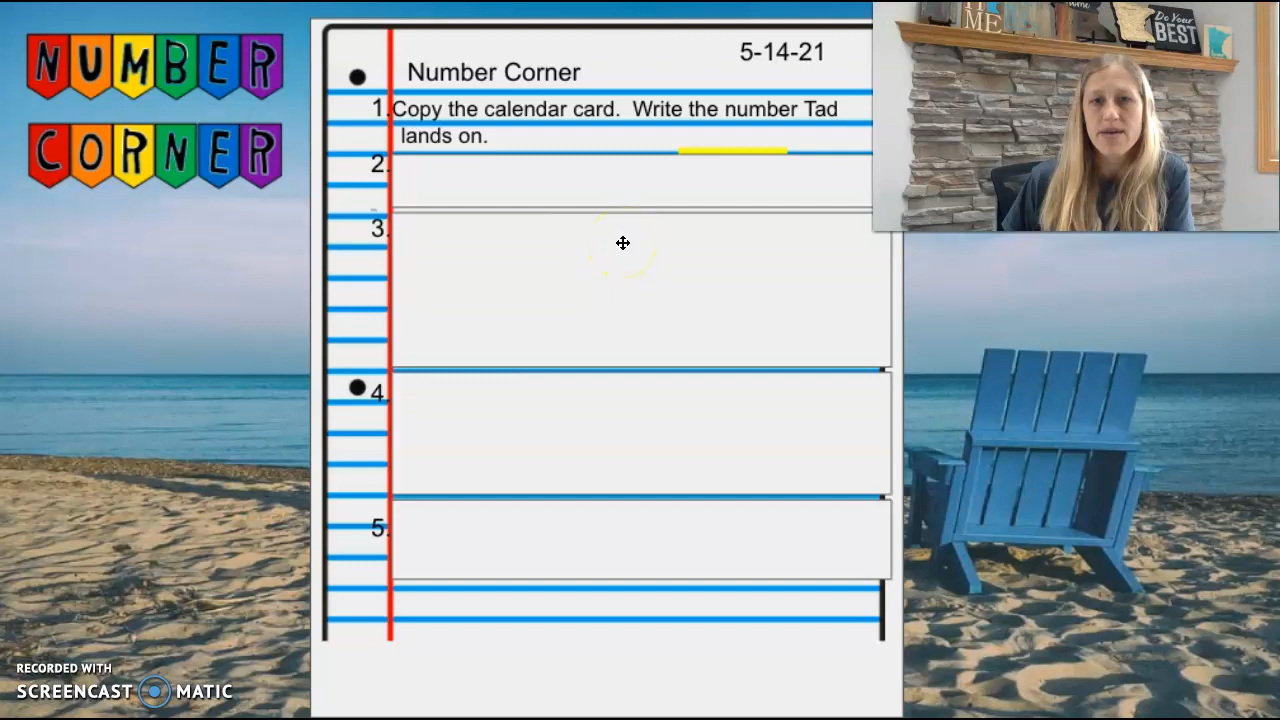 NUMBER
CORNER
5-14-21
Number Corner
1. Copy the calendar card. Write the number Tad
lands on.
2.
3.
4.
5.
HOME
home
Do Your
BEST
RECORDED WITH
SCREENCAST MATIC